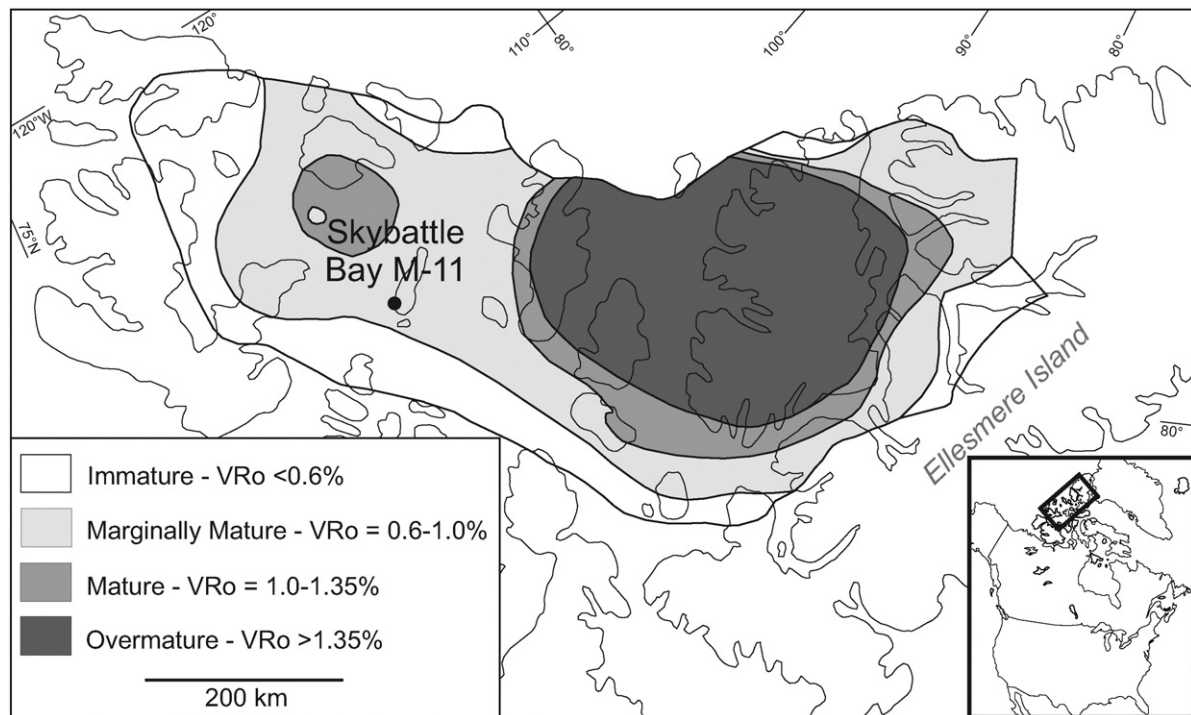 120°
110°
80°
100°
90°
80°
120°W
75°N
Skybattle
Bay M-11
Ellesmere Island
80°
Immature - VRo <0.6%
Marginally Mature - VRo = 0.6-1.0%
Mature - VRo = 1.0-1.35%
Overmature - VRo >1.35%
200 km